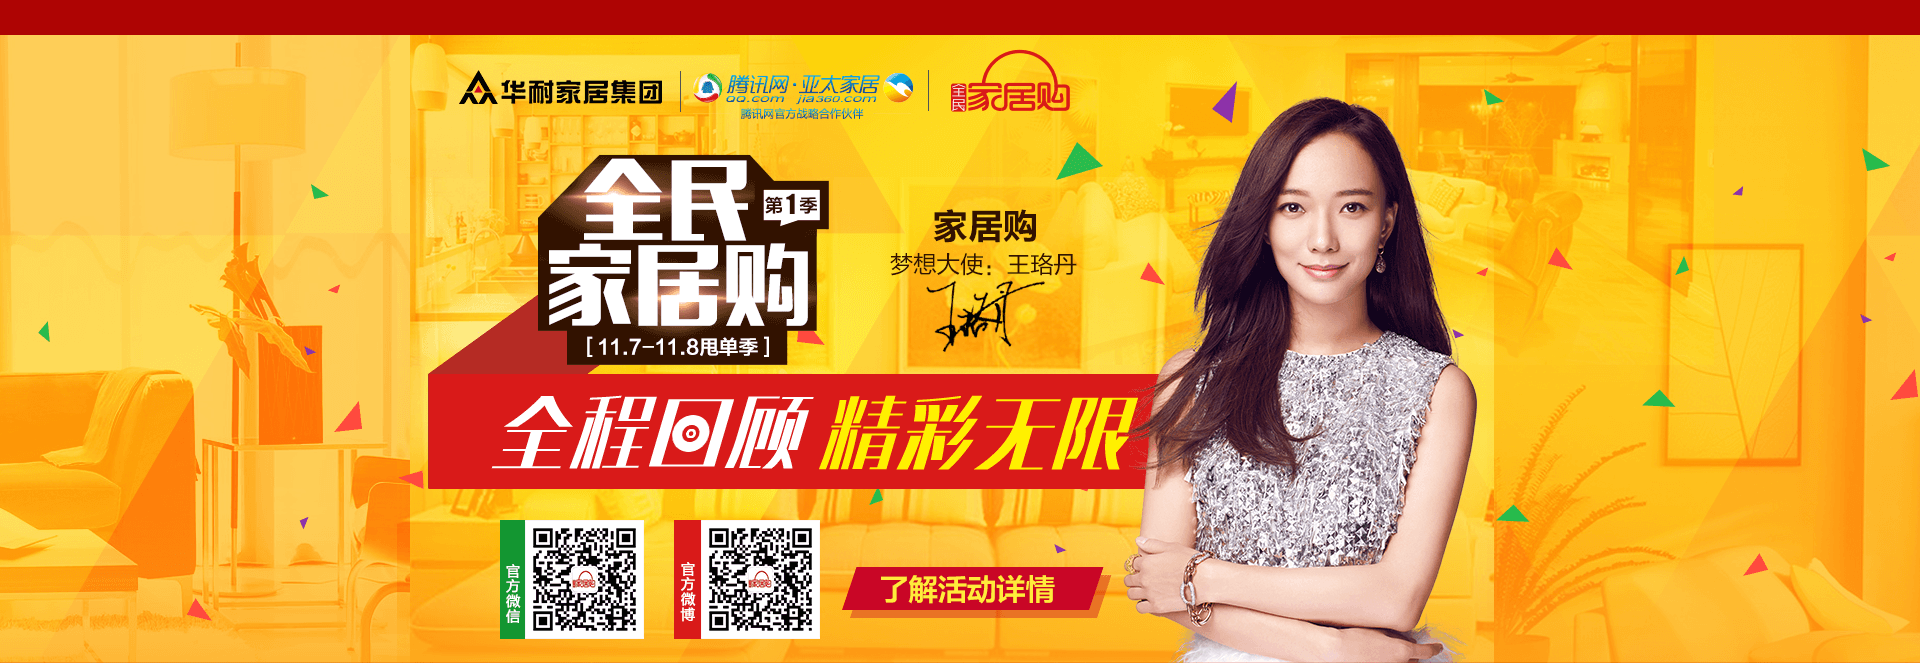 华耐家居集团
腾讯网·亚太家居
qq.com jia360.com
腾讯网官方战略合作伙伴
全民家居购
全民
第1季
家居购
[11.7-11.8甩单季]
家居购
梦想大使：王珞丹
王珞丹
全程回顾 精彩无限
官方微信
官方微博
了解活动详情